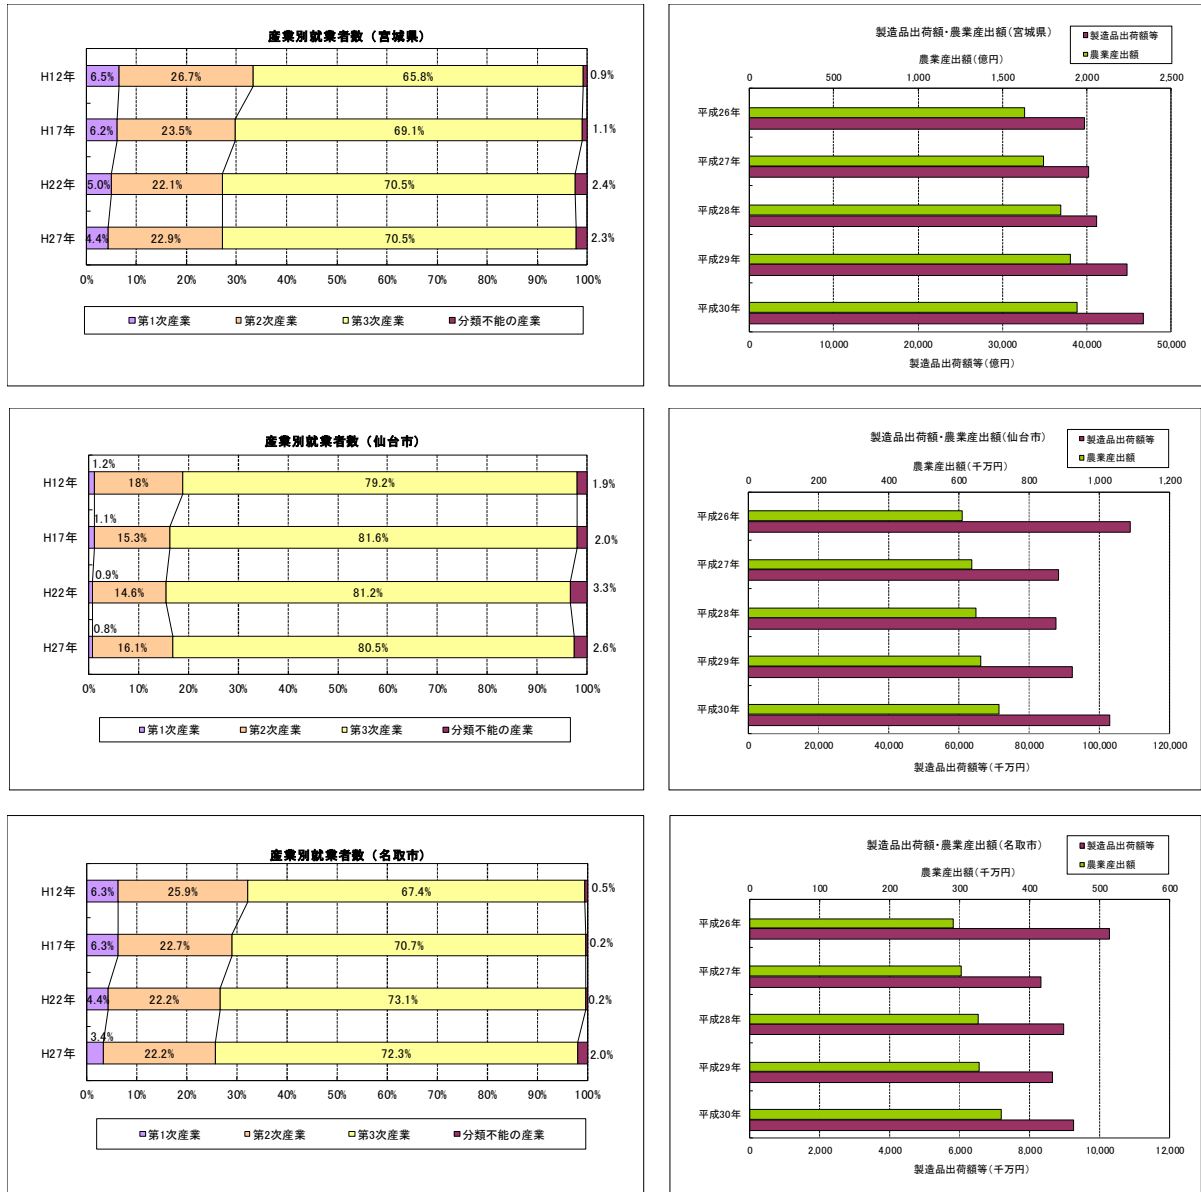 産業別就業者数（宮城県）
H12年 6.5% 26.7% 65.8% 0.9%
H17年 6.2% 23.5% 69.1% 1.1%
H22年 5.0% 22.1% 70.5% 2.4%
H27年 4.4% 22.9% 70.5% 2.3%
0% 10% 20% 30% 40% 50% 60% 70% 80% 90% 100%
第1次産業 第2次産業 第3次産業 分類不能の産業
製造品出荷額・農業産出額(宮城県)
製造品出荷額等
農業産出額
農業産出額(億円)
0 500 1,000 1,500 2,000 2,500
平成26年
平成27年
平成28年
平成29年
平成30年
0 10,000 20,000 30,000 40,000 50,000
製造品出荷額等(億円)
産業別就業者数（仙台市）
1.2%
H12年 18% 79.2% 1.9%
1.1%
H17年 15.3% 81.6% 2.0%
0.9%
H22年 14.6% 81.2% 3.3%
0.8%
H27年 16.1% 80.5% 2.6%
0% 10% 20% 30% 40% 50% 60% 70% 80% 90% 100%
第1次産業 第2次産業 第3次産業 分類不能の産業
製造品出荷額・農業産出額(仙台市)
製造品出荷額等
農業産出額
農業産出額(千万円)
0 200 400 600 800 1,000 1,200
平成26年
平成27年
平成28年
平成29年
平成30年
0 20,000 40,000 60,000 80,000 100,000 120,000
製造品出荷額等(千万円)
産業別就業者数（名取市）
H12年 6.3% 25.9% 67.4% 0.5%
H17年 6.3% 22.7% 70.7% 0.2%
H22年 4.4% 22.2% 73.1% 0.2%
3.4%
H27年 22.2% 72.3% 2.0%
0% 10% 20% 30% 40% 50% 60% 70% 80% 90% 100%
第1次産業 第2次産業 第3次産業 分類不能の産業
製造品出荷額・農業産出額(名取市)
製造品出荷額等
農業産出額
農業産出額(千万円)
0 100 200 300 400 500 600
平成26年
平成27年
平成28年
平成29年
平成30年
0 2,000 4,000 6,000 8,000 10,000 12,000
製造品出荷額等(千万円)